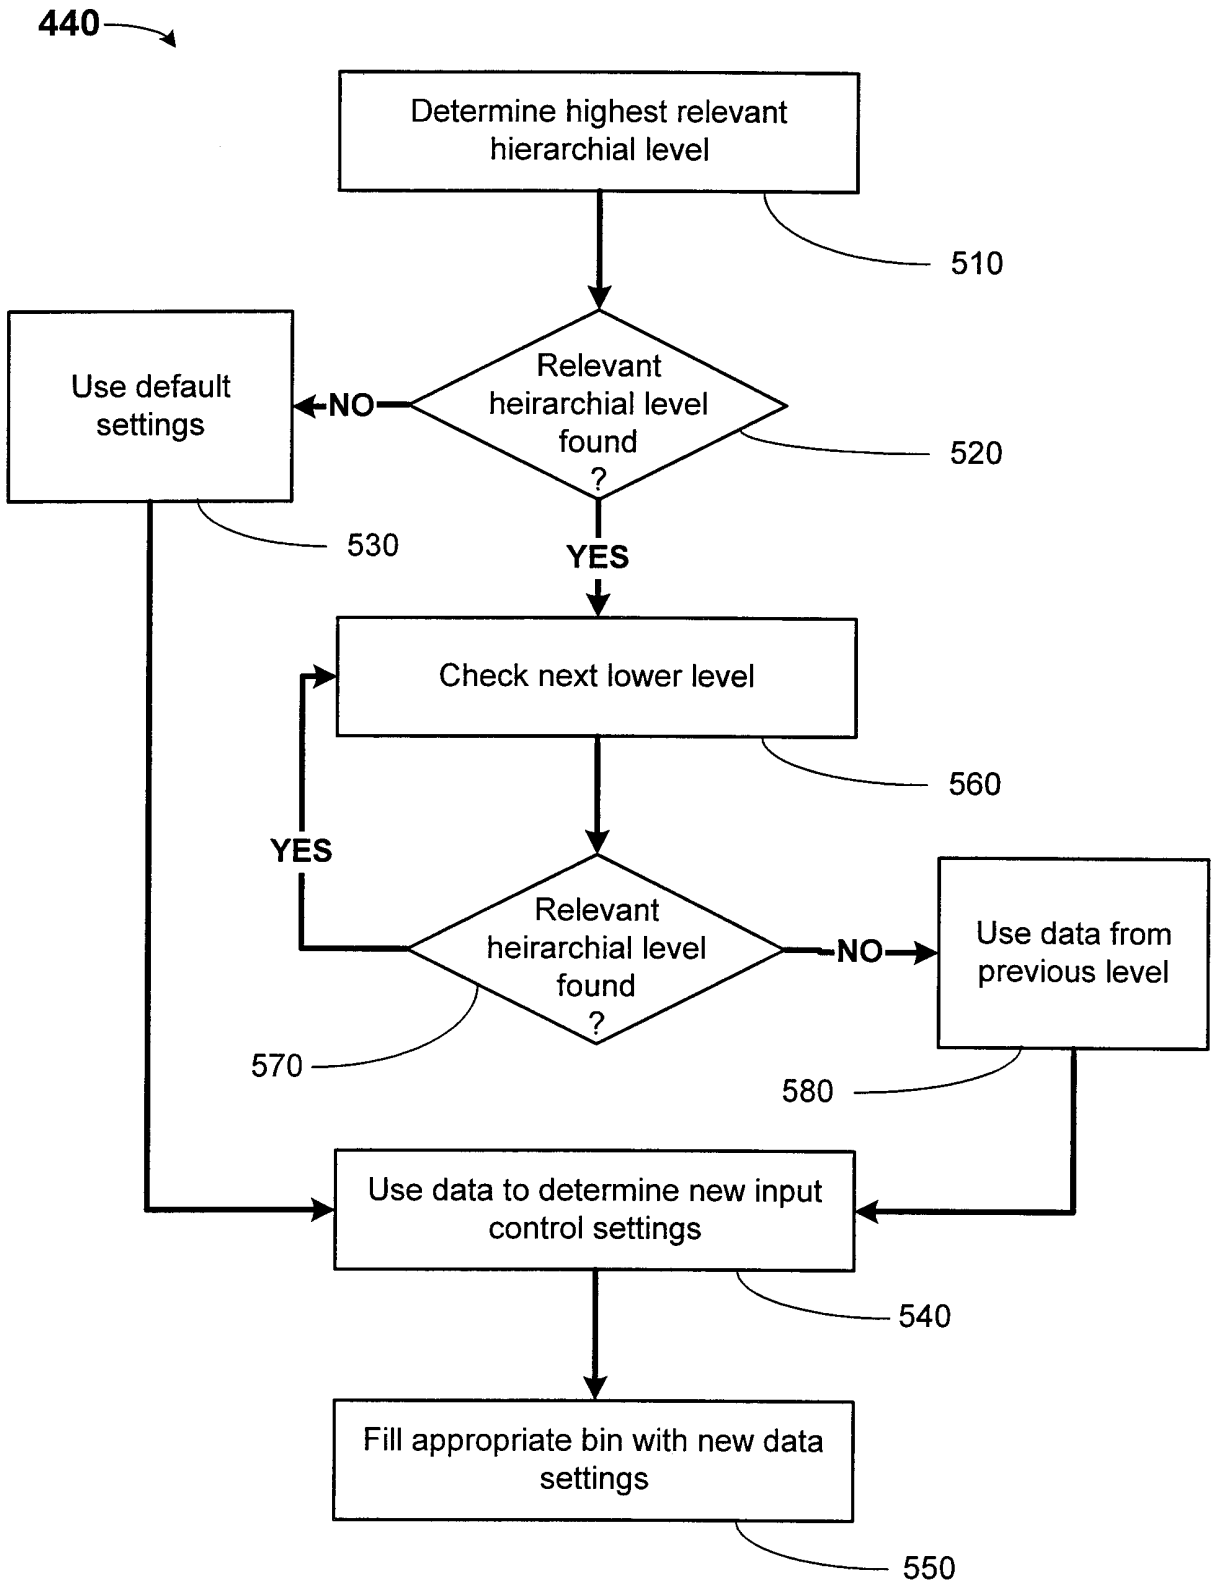 440
Determine highest relevant
hierarchial level
510
Relevant
heirarchial level
found
?
520
NO
Use default
settings
530
YES
Check next lower level
560
YES
Relevant
heirarchial level
found
?
570
NO
Use data from
previous level
580
Use data to determine new input
control settings
540
Fill appropriate bin with new data
settings
550